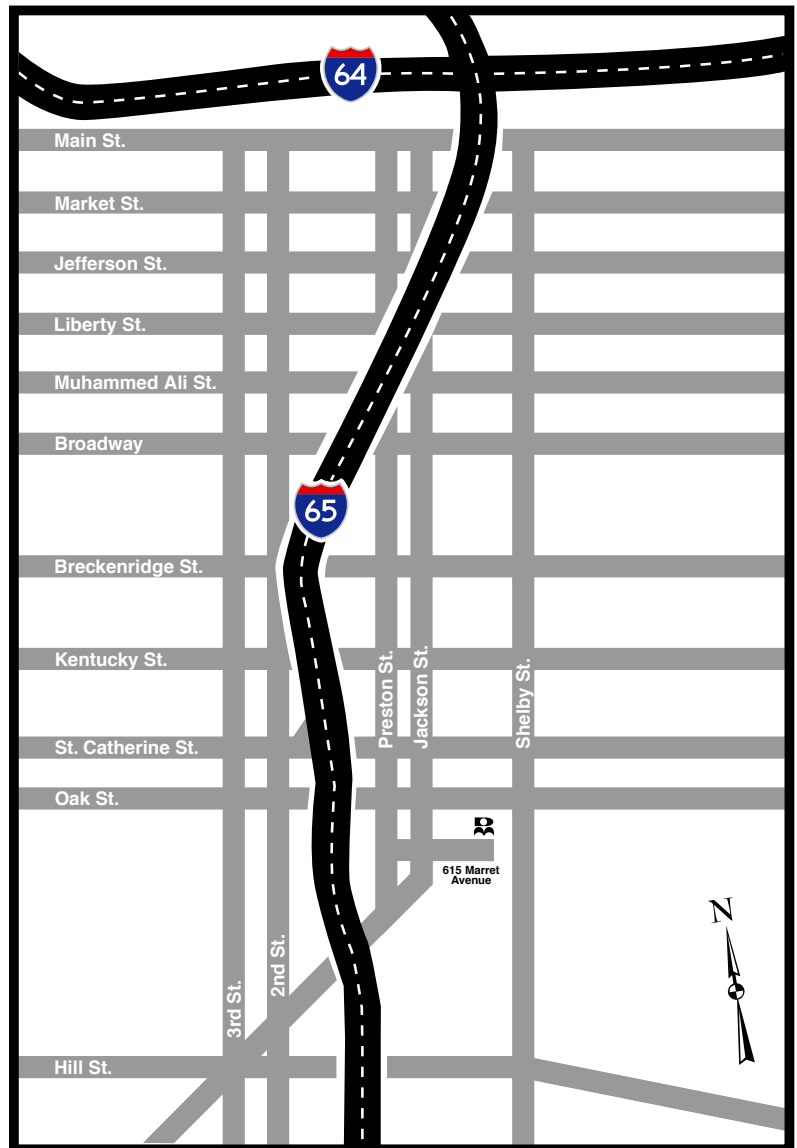 64
Main St.
Market St.
Jefferson St.
Liberty St.
Muhammed Ali St.
Broadway
65
Breckenridge St.
Kentucky St.
Preston St.
Jackson St.
Shelby St.
St. Catherine St.
Oak St.
615 Marret
Avenue
N
2nd St.
3rd St.
Hill St.